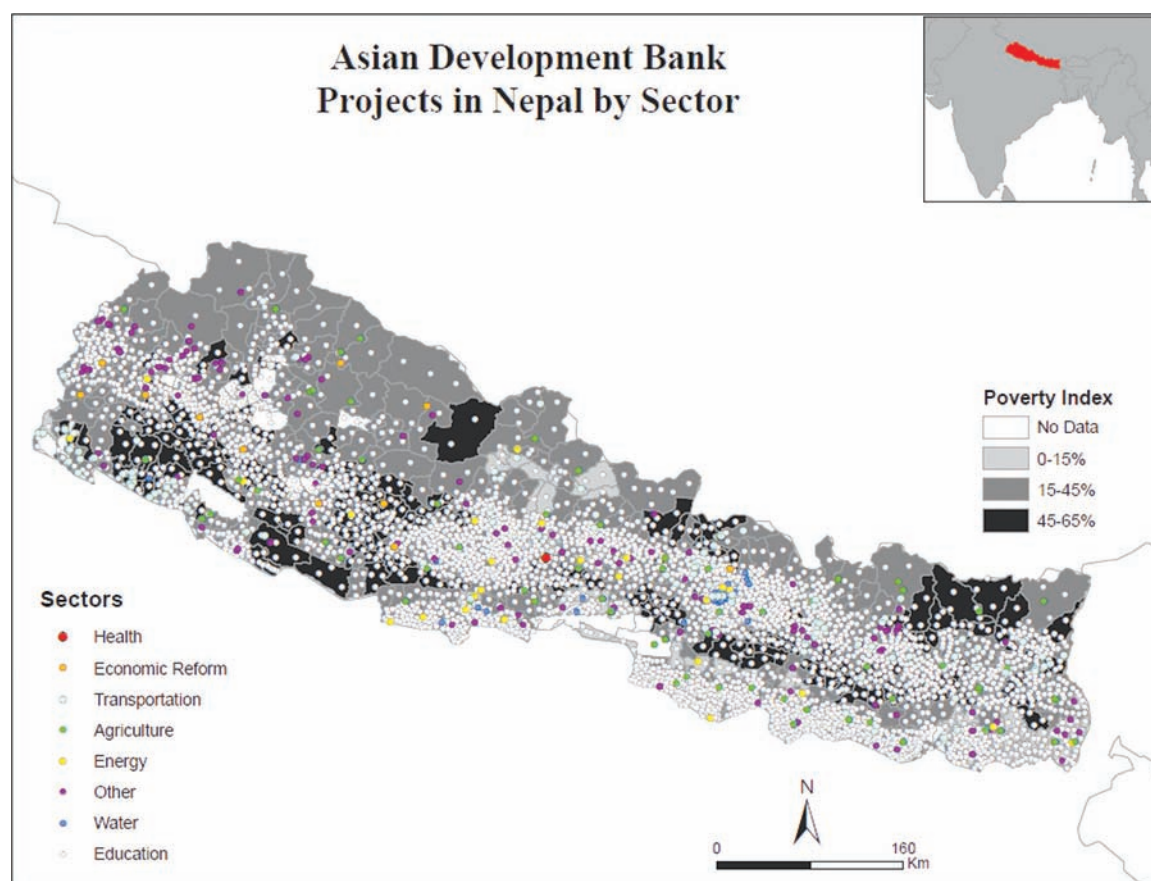 Asian Development Bank
Projects in Nepal by Sector
Poverty Index
No Data
0-15%
15-45%
45-65%
Sectors
Health
Economic Reform
Transportation
Agriculture
Energy
Other
Water
Education
N
0 160
Km